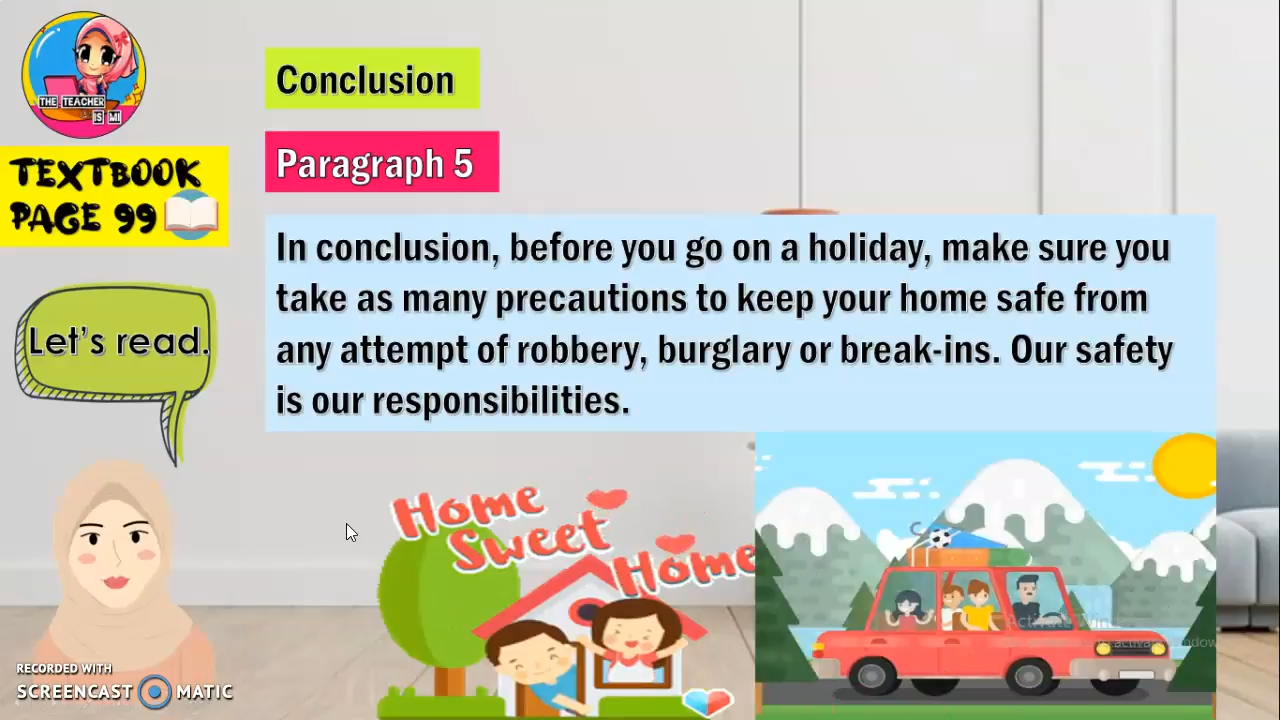 THE TEACHER
IS MI
TEXTBOOK
PAGE 99
Let's read.
Conclusion
Paragraph 5
In conclusion, before you go on a holiday, make sure you
take as many precautions to keep your home safe from
any attempt of robbery, burglary or break-ins. Our safety
is our responsibilities.
Home
Sweet
Home
RECORDED WITH
SCREENCAST MATIC